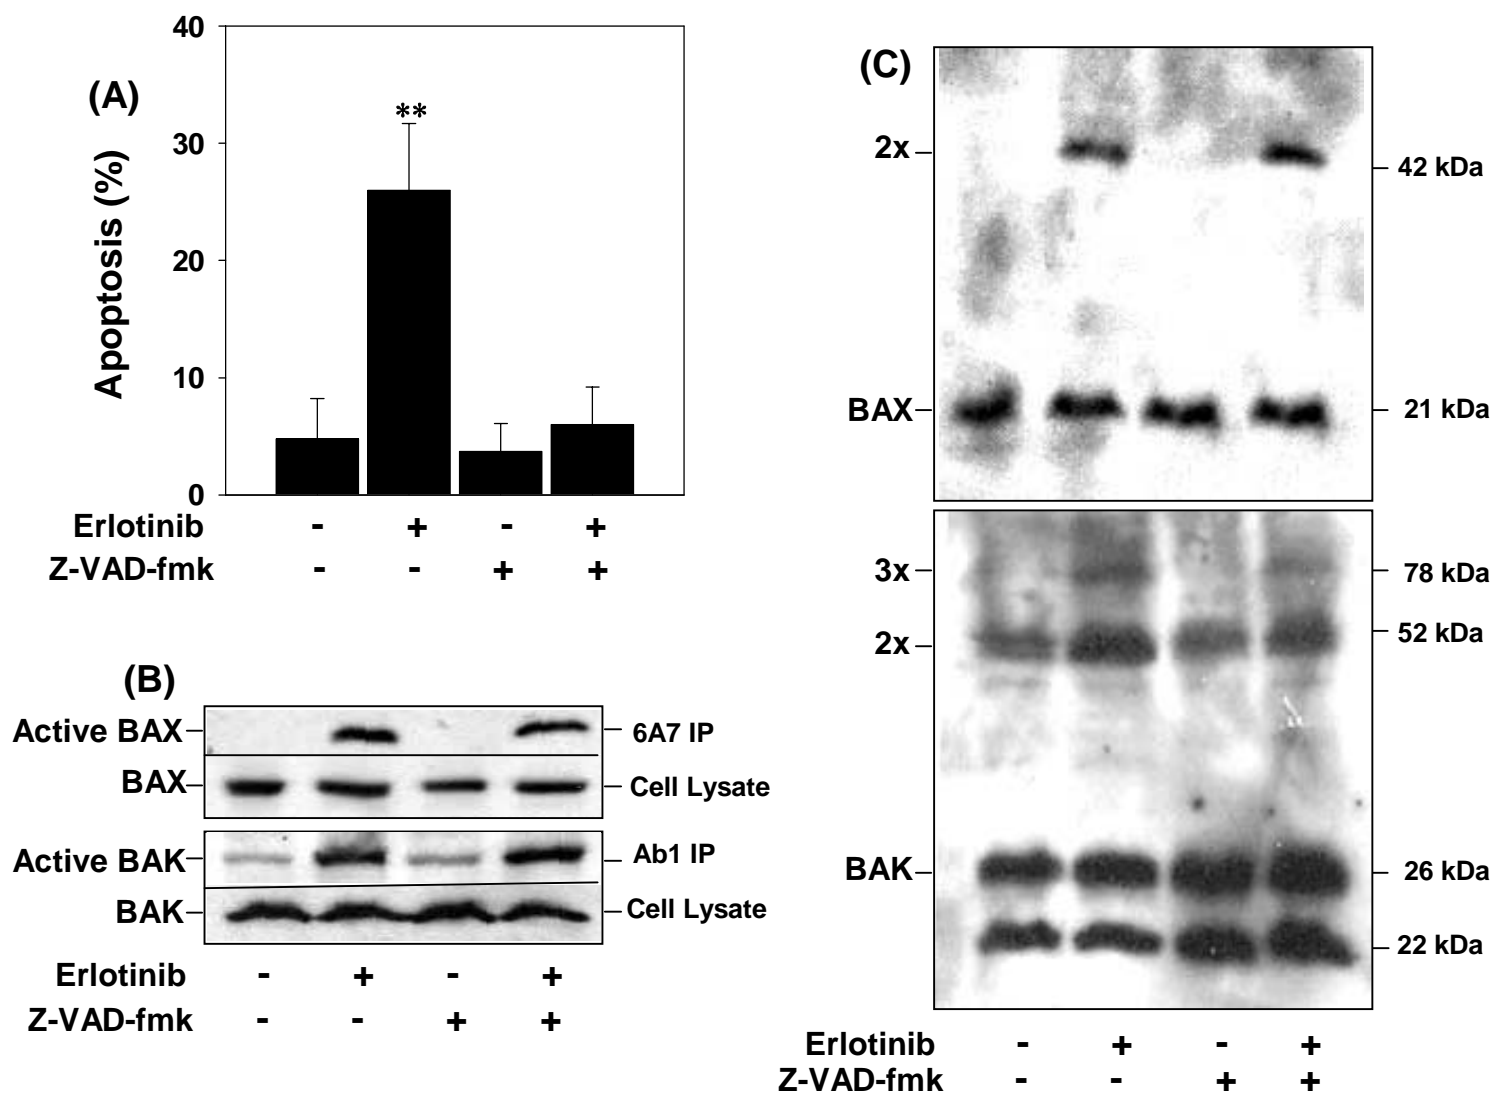 (A)
**
Apoptosis (%)
40
30
20
10
0
Erlotinib - + - +
Z-VAD-fmk - - + +
(B)
Active BAX 6A7 IP
BAX Cell Lysate
Active BAK Ab1 IP
BAK Cell Lysate
Erlotinib - + - +
Z-VAD-fmk - - + +
(C)
2x 42 kDa
BAX 21 kDa
3x 78 kDa
2x 52 kDa
BAK 26 kDa
22 kDa
Erlotinib - + - +
Z-VAD-fmk - - + +